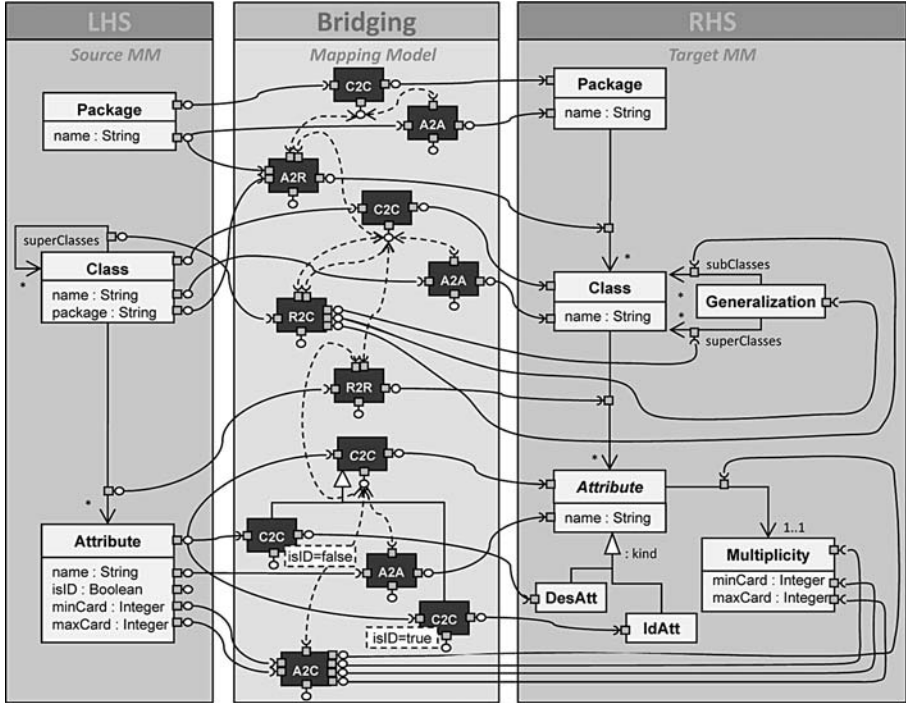 LHS
Source MM
Package
name : String
superClasses
*
Class
name : String
package : String
*
Attribute
name : String
isID : Boolean
minCard : Integer
maxCard : Integer
Bridging
Mapping Model
C2C
A2A
A2R
C2C
A2A
R2C
R2R
C2C
C2C
isID=false
A2A
C2C
isID=true
A2C
RHS
Target MM
Package
name : String
*
Class
name : String
subClasses
*
Generalization
*
superClasses
*
Attribute
name : String
: kind
DesAtt
IdAtt
1..1
Multiplicity
minCard : Integer
maxCard : Integer